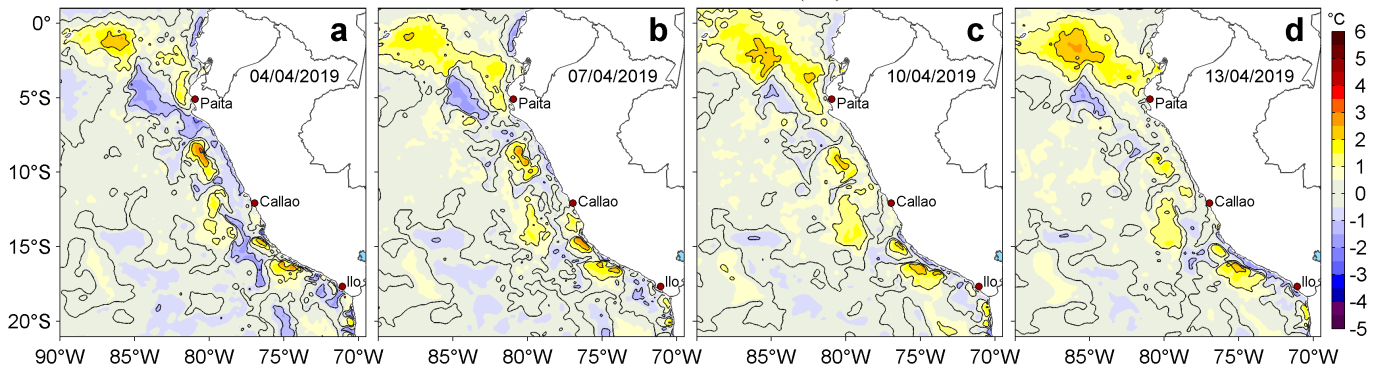 a
b
c
d
°C
04/04/2019
07/04/2019
10/04/2019
13/04/2019
0°
5°S
10°S
15°S
20°S
Paita
Callao
Ilo
Paita
Callao
Ilo
Paita
Callao
Ilo
Paita
Callao
Ilo
6
5
4
3
2
1
0
-1
-2
-3
-4
-5
90°W 85°W 80°W 75°W 70°W
85°W 80°W 75°W 70°W
85°W 80°W 75°W 70°W
85°W 80°W 75°W 70°W